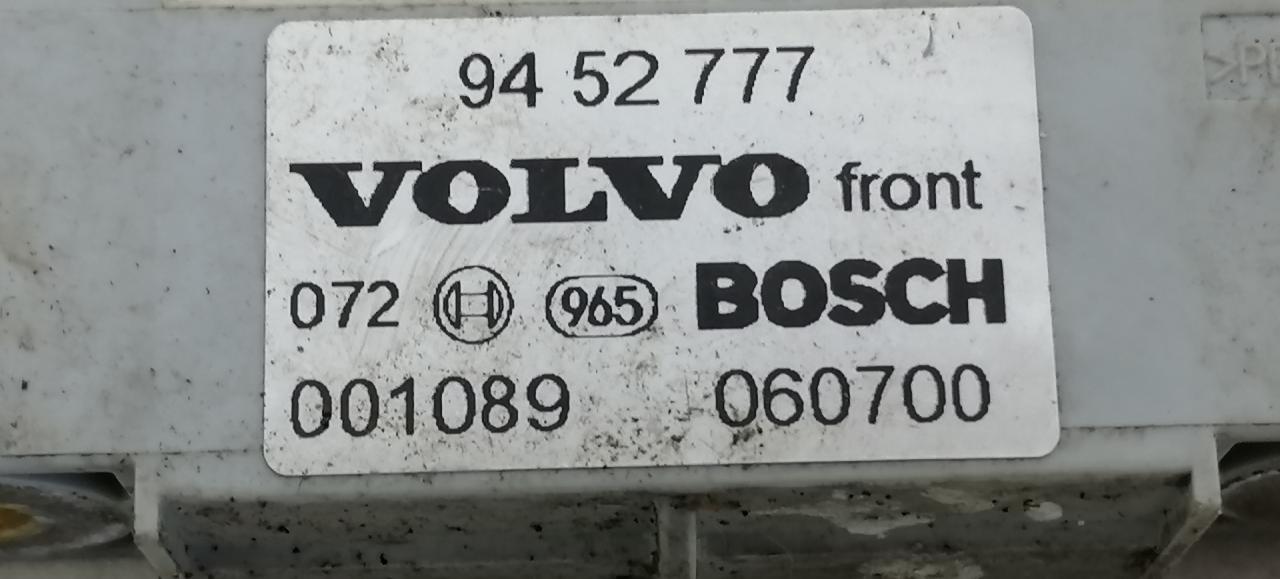 94 52 777
VOLVO front
072 965 BOSCH
001089 060700